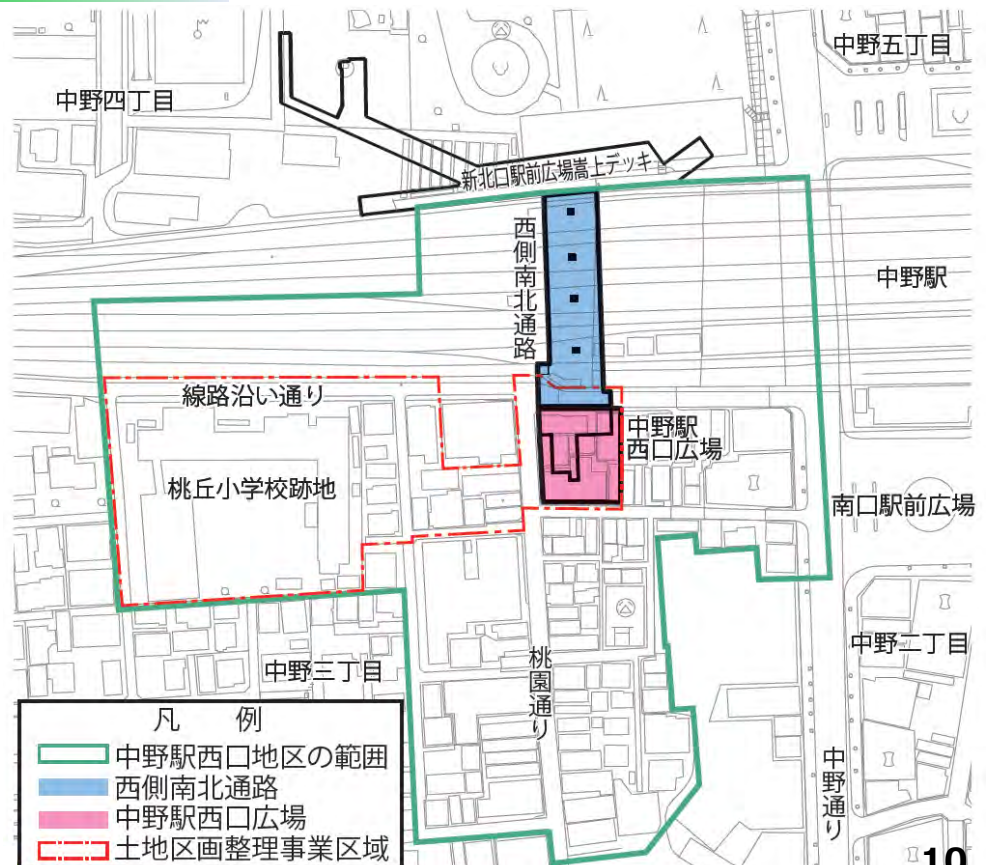 中野五丁目
中野四丁目
新北口駅前広場嵩上デッキ
西側南北通路
中野駅
線路沿い通り
中野駅
西口広場
桃丘小学校跡地
南口駅前広場
中野三丁目
桃園通り
中野二丁目
中野通り
凡 例
中野駅西口地区の範囲
西側南北通路
中野駅西口広場
土地区画整理事業区域
10